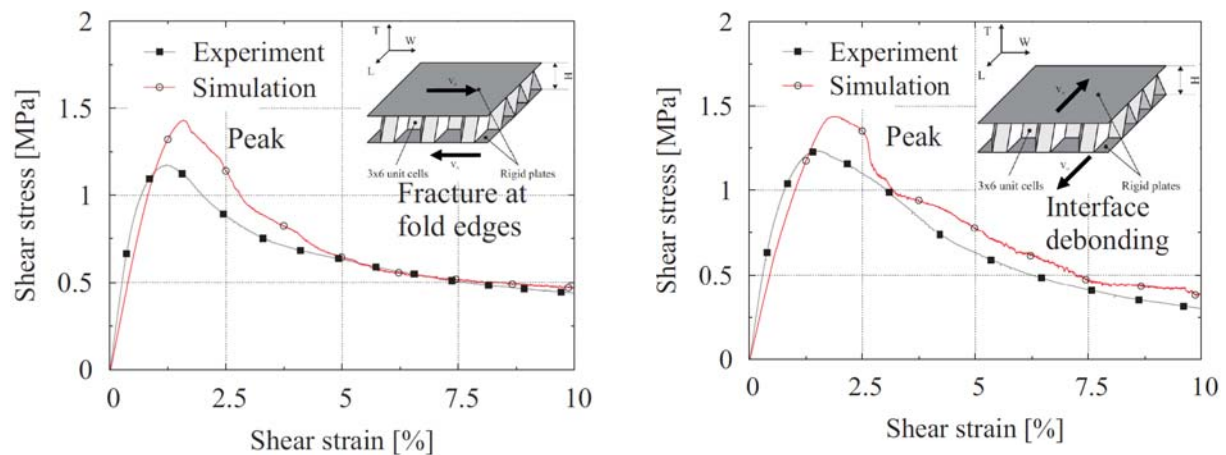 2
1.5
1
0.5
0
Shear stress [MPa]
Experiment
Simulation
Peak
T
W
L
vₓ
H
vₓ
3x6 unit cells
Rigid plates
Fracture at
fold edges
0
2.5
5
7.5
10
Shear strain [%]
2
1.5
1
0.5
0
Shear stress [MPa]
Experiment
Simulation
Peak
T
W
L
H
3x6 unit cells
Rigid plates
Interface
debonding
0
2.5
5
7.5
10
Shear strain [%]